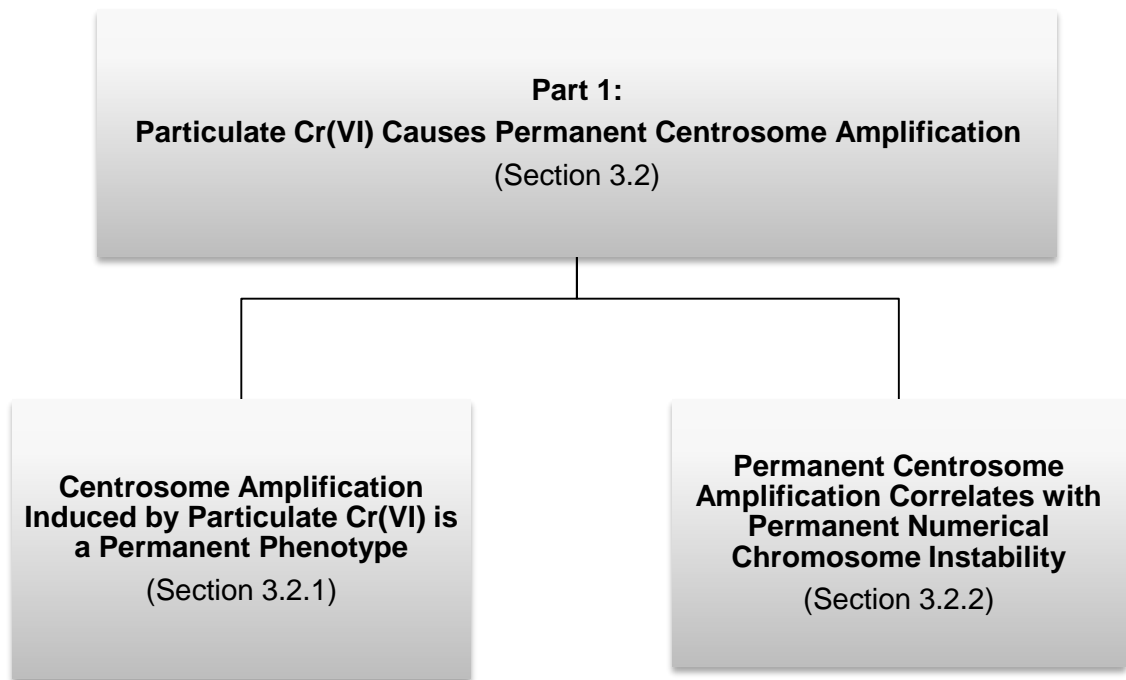 Part 1:
Particulate Cr(VI) Causes Permanent Centrosome Amplification
(Section 3.2)
Centrosome Amplification
Induced by Particulate Cr(VI) is
a Permanent Phenotype
(Section 3.2.1)
Permanent Centrosome
Amplification Correlates with
Permanent Numerical
Chromosome Instability
(Section 3.2.2)